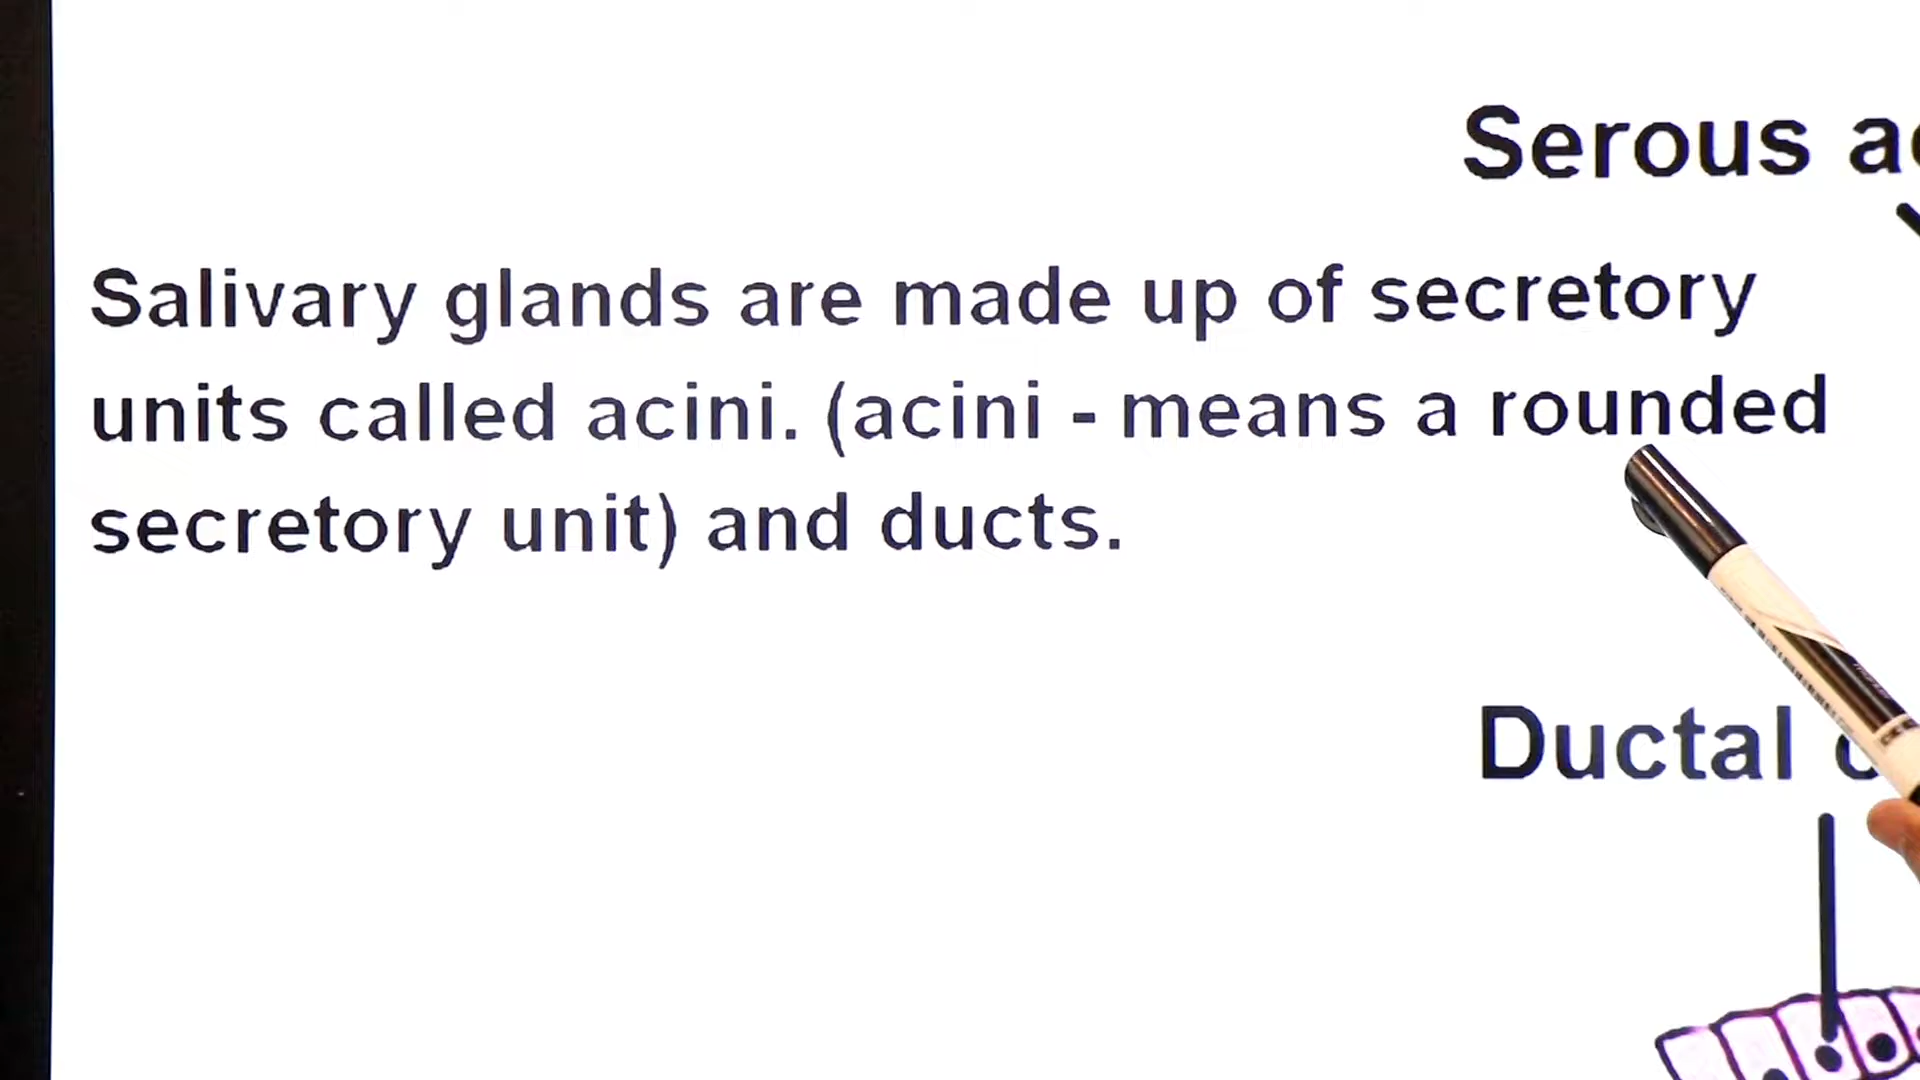 Serous
Salivary glands are made up of secretory
units called acini. (acini - means a rounded
secretory unit) and ducts.
Ductal